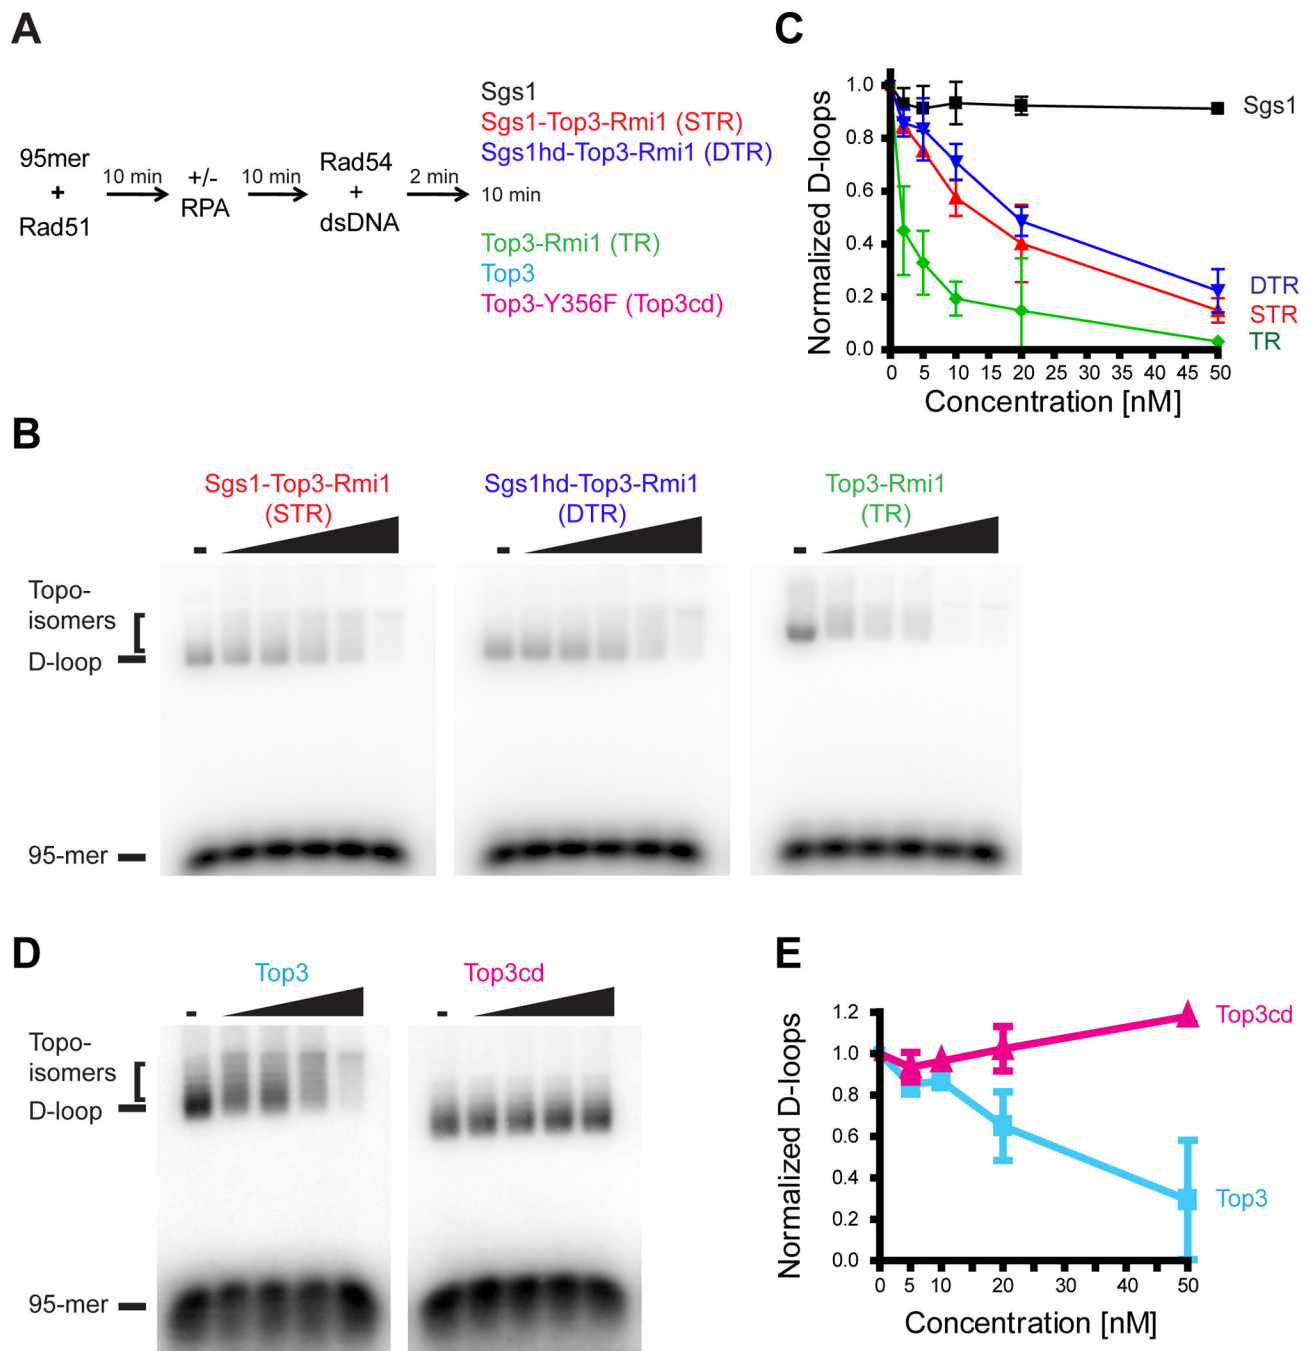 A
95mer
+
Rad51
10 min
+/-
RPA
10 min
Rad54
+
dsDNA
2 min
Sgs1
Sgs1-Top3-Rmi1 (STR)
Sgs1hd-Top3-Rmi1 (DTR)
10 min
Top3-Rmi1 (TR)
Top3
Top3-Y356F (Top3cd)
C
Normalized D-loops
1.0
0.8
0.6
0.4
0.2
0.0
0 5 10 15 20 25 30 35 40 45 50
Concentration [nM]
Sgs1
DTR
STR
TR
B
Sgs1-Top3-Rmi1
(STR)
Sgs1hd-Top3-Rmi1
(DTR)
Top3-Rmi1
(TR)
-
-
-
Topo-
isomers
D-loop
95-mer
D
Top3
Top3cd
-
-
Topo-
isomers
D-loop
95-mer
E
Normalized D-loops
1.2
1.0
0.8
0.6
0.4
0.2
0.0
0 5 10 20 30 40 50
Concentration [nM]
Top3cd
Top3